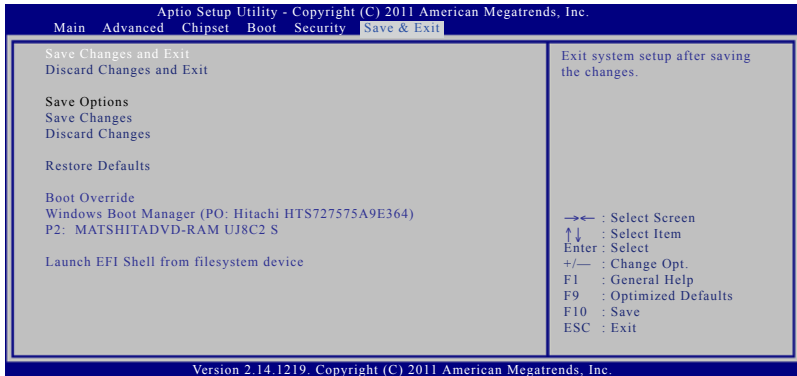 Aptio Setup Utility - Copyright (C) 2011 American Megatrends, Inc.
Main Advanced Chipset Boot Security Save & Exit
Save Changes and Exit
Discard Changes and Exit
Save Options
Save Changes
Discard Changes
Restore Defaults
Boot Override
Windows Boot Manager (PO: Hitachi HTS727575A9E364)
P2: MATSHITADVD-RAM UJ8C2 S
Launch EFI Shell from filesystem device
Exit system setup after saving
the changes.
→← : Select Screen
↑↓ : Select Item
Enter : Select
+/— : Change Opt.
F1 : General Help
F9 : Optimized Defaults
F10 : Save
ESC : Exit
Version 2.14.1219. Copyright (C) 2011 American Megatrends, Inc.